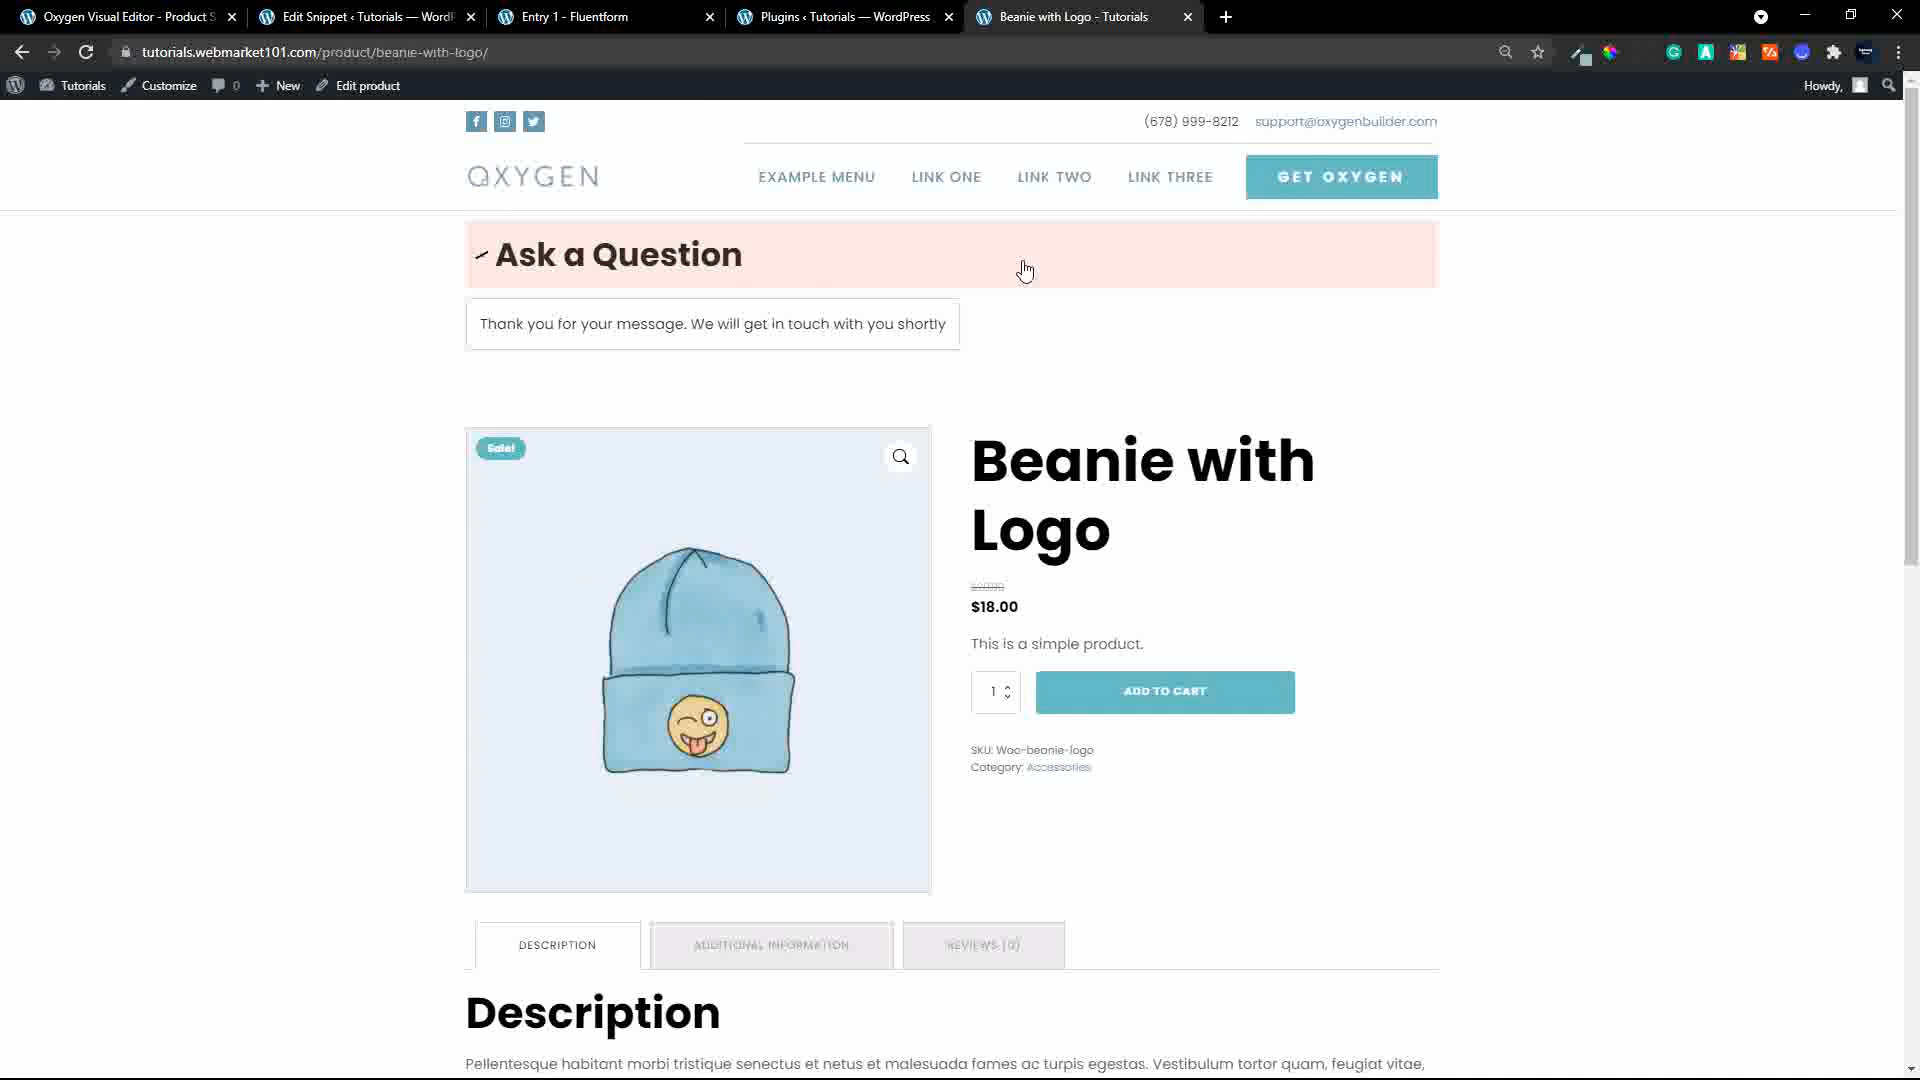 Oxygen Visual Editor - Product S
Edit Snippet ‹ Tutorials — WordP
Entry 1 - Fluentform
Plugins ‹ Tutorials — WordPress
Beanie with Logo - Tutorials
tutorials.webmarket101.com/product/beanie-with-logo/
Tutorials
Customize
0
New
Edit product
Howdy,
(678) 999-8212
support@oxygenbuilder.com
OXYGEN
EXAMPLE MENU
LINK ONE
LINK TWO
LINK THREE
GET OXYGEN
Ask a Question
Thank you for your message. We will get in touch with you shortly
Sale!
Beanie with
Logo
$18.00
This is a simple product.
1
ADD TO CART
SKU: Woo-beanie-logo
Category: Accessories
DESCRIPTION
ADDITIONAL INFORMATION
REVIEWS (0)
Description
Pellentesque habitant morbi tristique senectus et netus et malesuada fames ac turpis egestas. Vestibulum tortor quam, feugiat vitae,